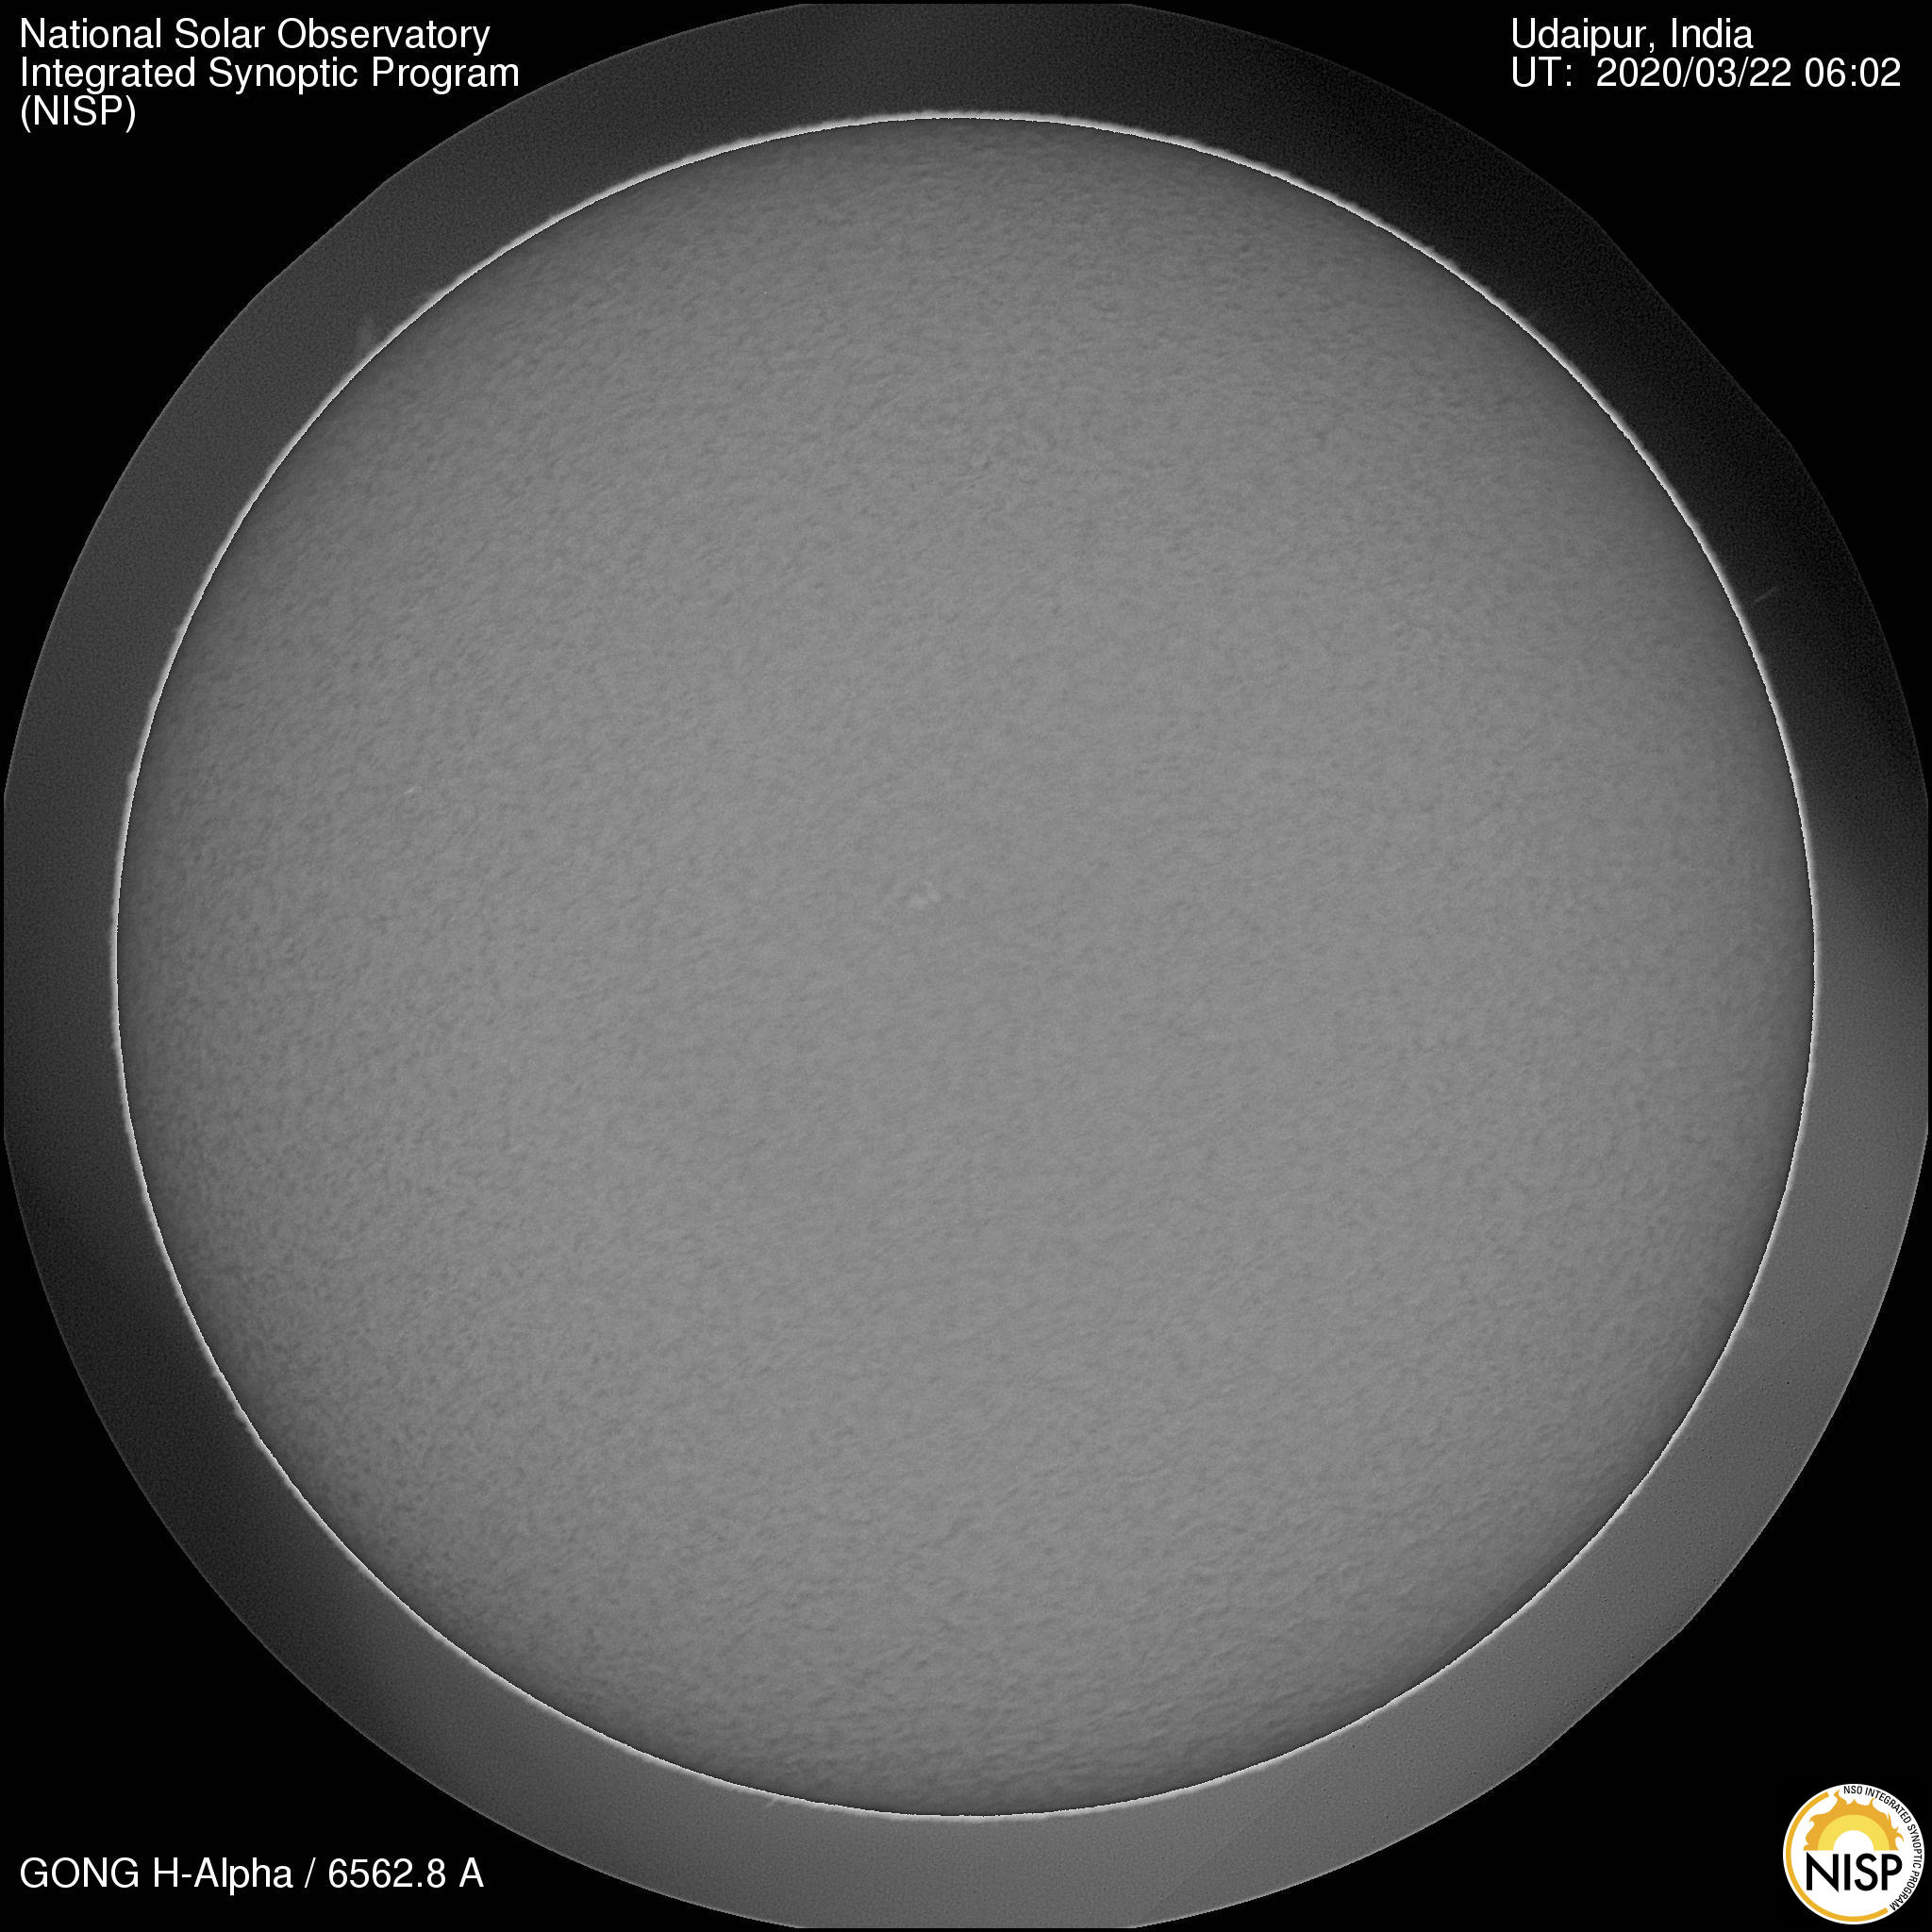 National Solar Observatory
Integrated Synoptic Program
(NISP)
Udaipur, India
UT: 2020/03/22 06:02
GONG H-Alpha / 6562.8 A
NSO INTEGRATED SYNOPTIC PROGRAM
NISP